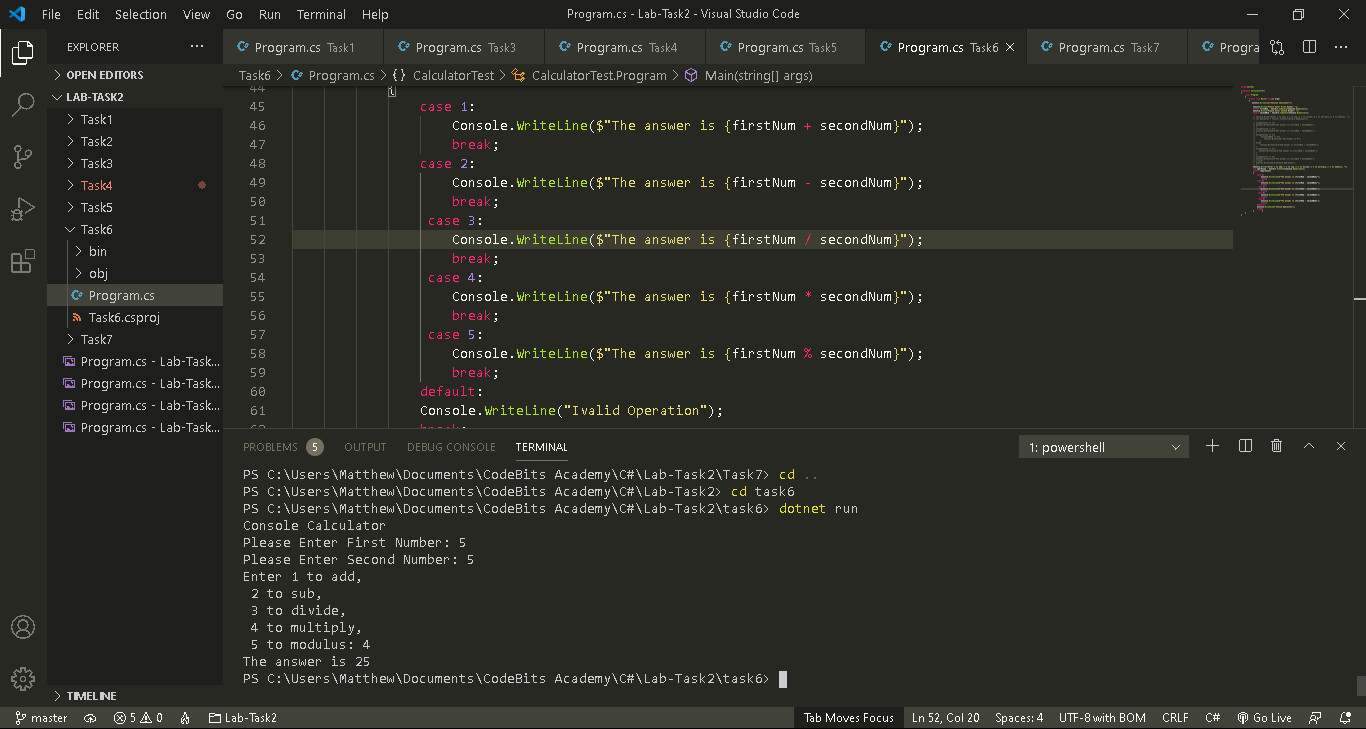 File Edit Selection View Go Run Terminal Help Program.cs - Lab-Task2 - Visual Studio Code
EXPLORER ···
Program.cs Task1 Program.cs Task3 Program.cs Task4 Program.cs Task5 Program.cs Task6 Program.cs Task7 Progra ···
OPEN EDITORS
LAB-TASK2
Task1
Task2
Task3
Task4
Task5
Task6
bin
obj
Program.cs
Task6.csproj
Task7
Program.cs - Lab-Task...
Program.cs - Lab-Task...
Program.cs - Lab-Task...
Program.cs - Lab-Task...
TIMELINE
Task6 > Program.cs > {} CalculatorTest > CalculatorTest.Program > Main(string[] args)
44 {
45 case 1:
46 Console.WriteLine($"The answer is {firstNum + secondNum}");
47 break;
48 case 2:
49 Console.WriteLine($"The answer is {firstNum - secondNum}");
50 break;
51 case 3:
52 Console.WriteLine($"The answer is {firstNum / secondNum}");
53 break;
54 case 4:
55 Console.WriteLine($"The answer is {firstNum * secondNum}");
56 break;
57 case 5:
58 Console.WriteLine($"The answer is {firstNum % secondNum}");
59 break;
60 default:
61 Console.WriteLine("Ivalid Operation");
62 break;
PROBLEMS 5 OUTPUT DEBUG CONSOLE TERMINAL 1: powershell
PS C:\Users\Matthew\Documents\CodeBits Academy\C#\Lab-Task2\Task7> cd ..
PS C:\Users\Matthew\Documents\CodeBits Academy\C#\Lab-Task2> cd task6
PS C:\Users\Matthew\Documents\CodeBits Academy\C#\Lab-Task2\task6> dotnet run
Console Calculator
Please Enter First Number: 5
Please Enter Second Number: 5
Enter 1 to add,
2 to sub,
3 to divide,
4 to multiply,
5 to modulus: 4
The answer is 25
PS C:\Users\Matthew\Documents\CodeBits Academy\C#\Lab-Task2\task6>
master 5 0 Lab-Task2 Tab Moves Focus Ln 52, Col 20 Spaces: 4 UTF-8 with BOM CRLF C# Go Live